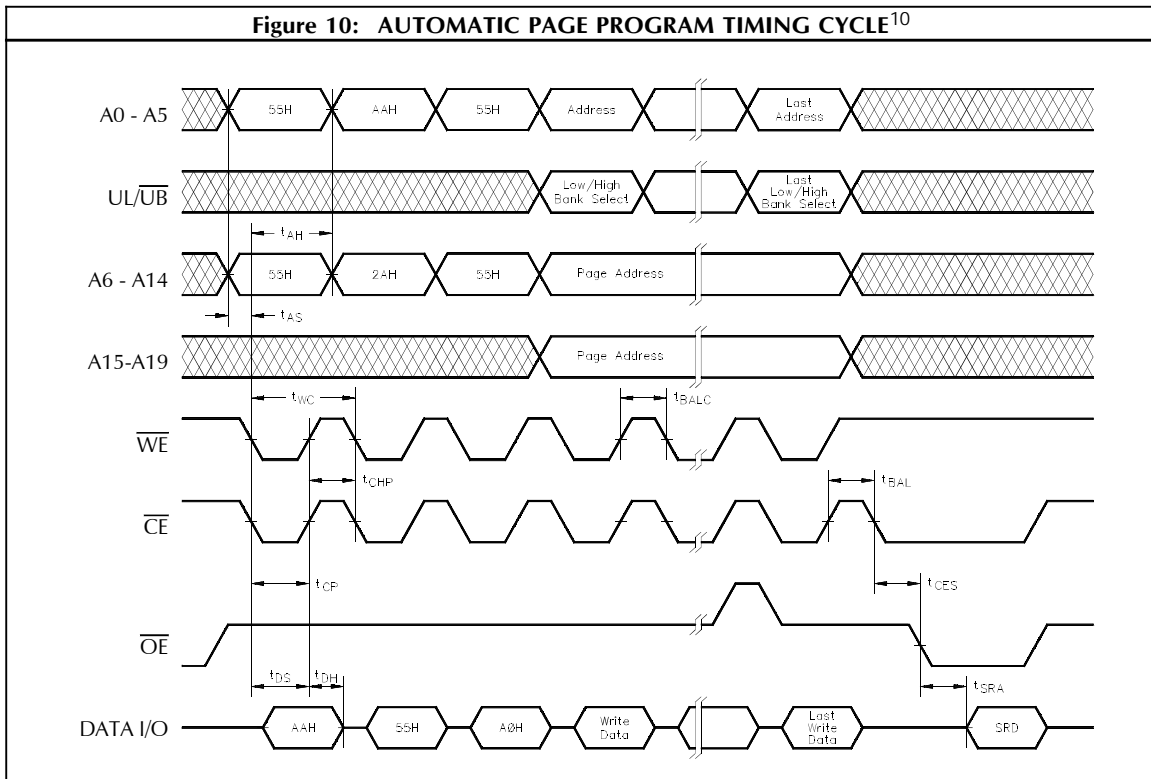 Figure 10: AUTOMATIC PAGE PROGRAM TIMING CYCLE10
A0 - A5
55H
AAH
55H
Address
Last
Address
UL/UB
Low/High
Bank Select
Last
Low/High
Bank Select
tAH
A6 - A14
55H
2AH
55H
Page Address
tAS
A15-A19
Page Address
tWC
tBALC
WE
tCHP
tBAL
CE
tCP
tCES
OE
tDS
tDH
tSRA
DATA I/O
AAH
55H
A0H
Write
Data
Last
Write
Data
SRD